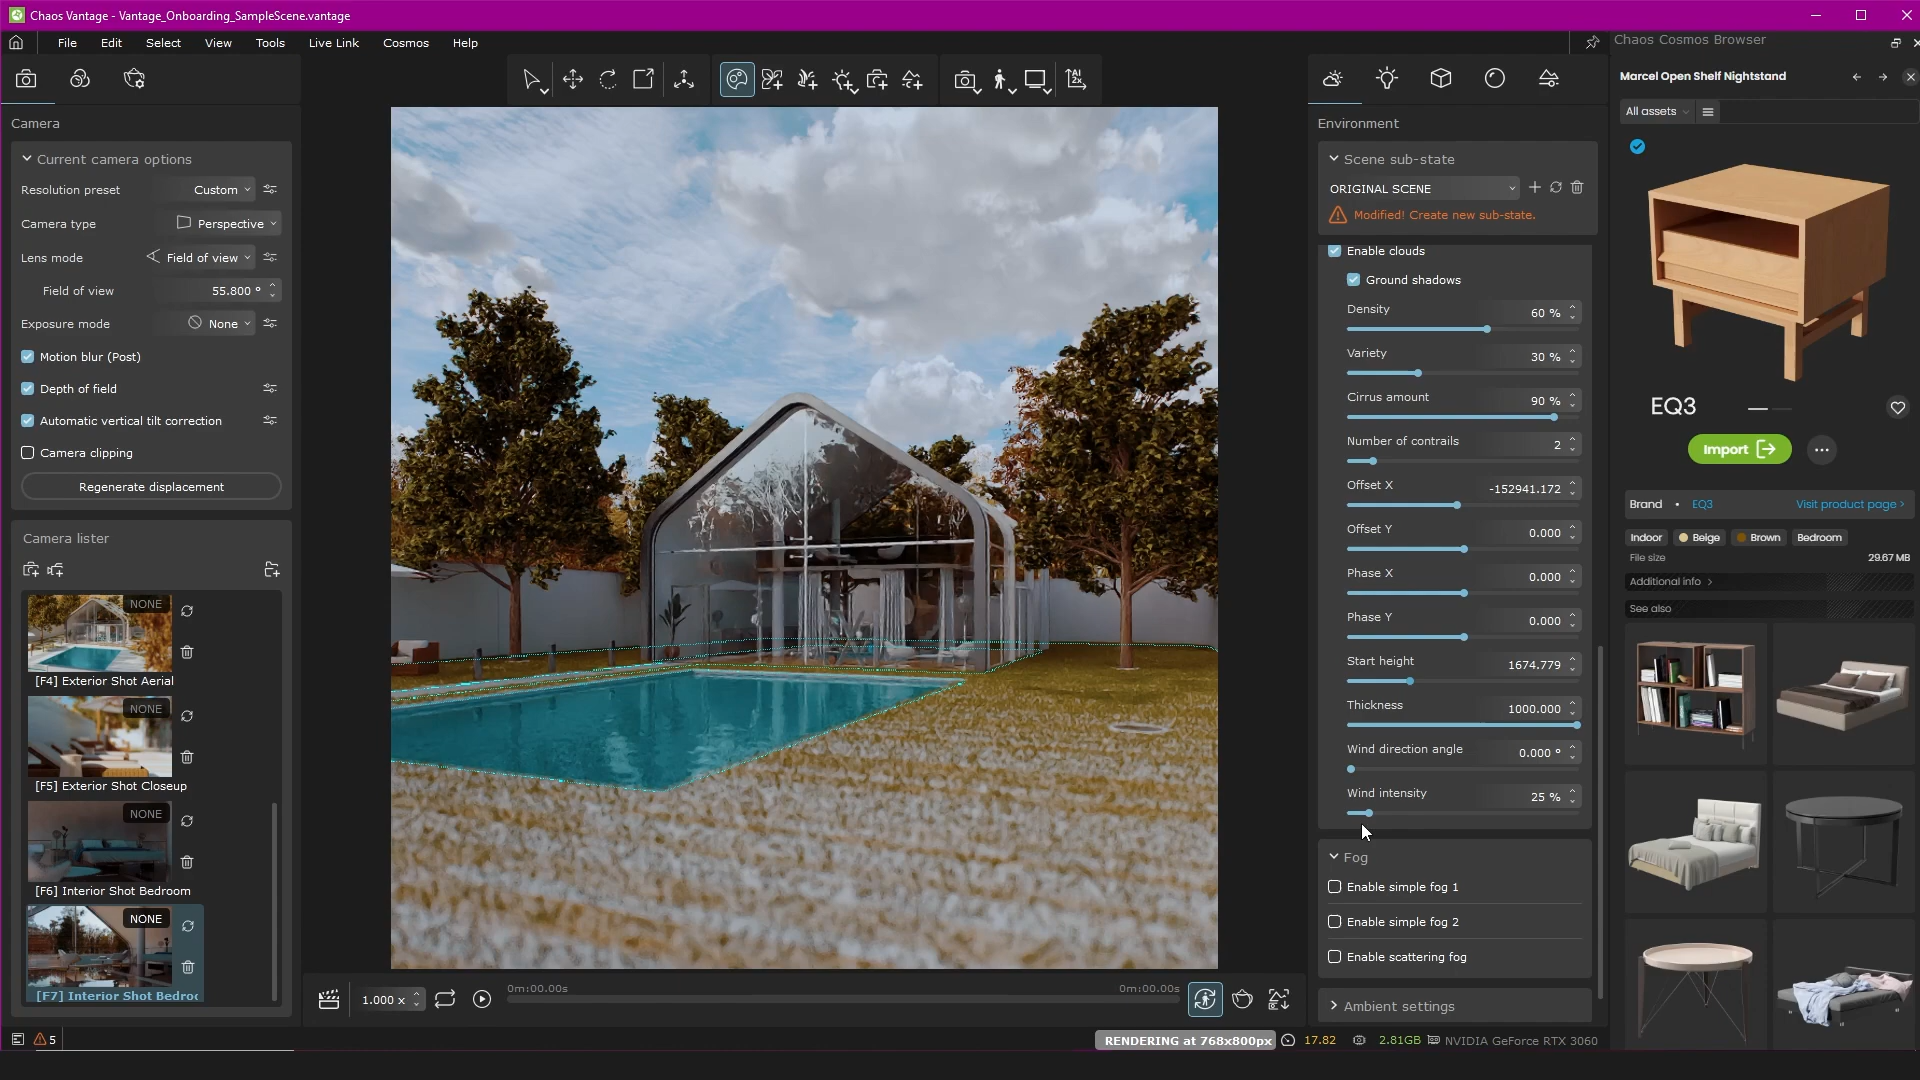 Chaos Vantage - Vantage_Onboarding_SampleScene.vantage
File Edit Select View Tools Live Link Cosmos Help
Camera
Current camera options
Resolution preset Custom
Camera type Perspective
Lens mode Field of view
Field of view 55.800 °
Exposure mode None
Motion blur (Post)
Depth of field
Automatic vertical tilt correction
Camera clipping
Regenerate displacement
Camera lister
NONE
[F4] Exterior Shot Aerial
NONE
[F5] Exterior Shot Closeup
NONE
[F6] Interior Shot Bedroom
NONE
[F7] Interior Shot Bedroo
5
AI
2x
1.000 x
0m:00.00s
0m:00.00s
RENDERING at 768x800px
17.82
2.81GB
NVIDIA GeForce RTX 3060
Environment
Scene sub-state
ORIGINAL SCENE
Modified! Create new sub-state.
Enable clouds
Ground shadows
Density 60 %
Variety 30 %
Cirrus amount 90 %
Number of contrails 2
Offset X -152941.172
Offset Y 0.000
Phase X 0.000
Phase Y 0.000
Start height 1674.779
Thickness 1000.000
Wind direction angle 0.000 °
Wind intensity 25 %
Fog
Enable simple fog 1
Enable simple fog 2
Enable scattering fog
Ambient settings
Chaos Cosmos Browser
Marcel Open Shelf Nightstand
All assets
EQ3
Import
Brand • EQ3 Visit product page >
Indoor Beige Brown Bedroom
File size 29.67 MB
Additional info >
See also